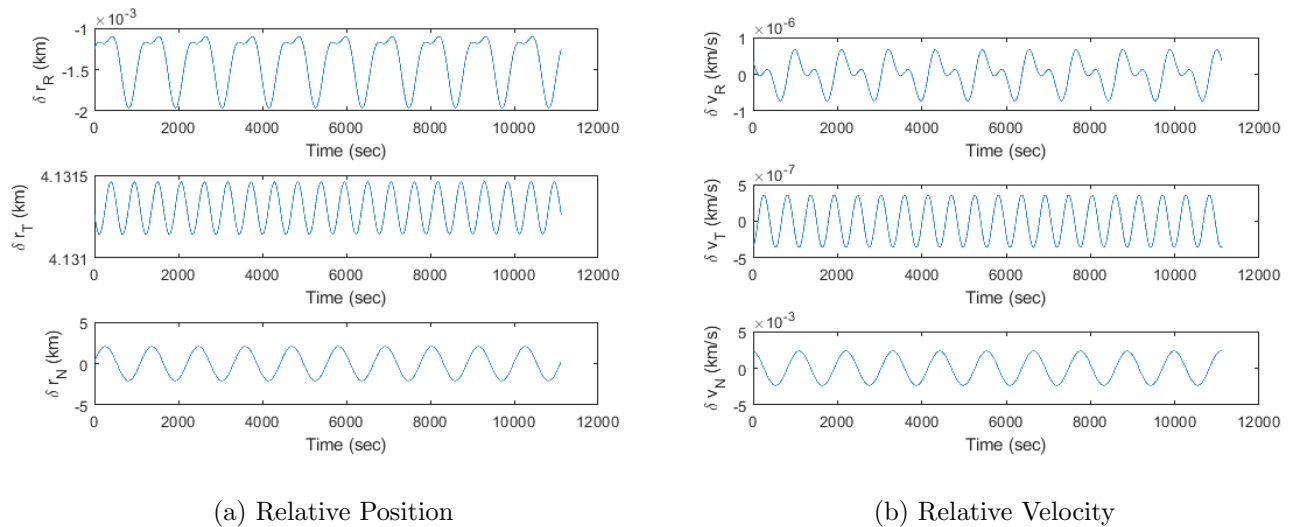 ×10⁻³
-1
-1.5
-2
δ r_R (km)
0 2000 4000 6000 8000 10000 12000
Time (sec)
4.1315
4.131
δ r_T (km)
0 2000 4000 6000 8000 10000 12000
Time (sec)
5
0
-5
δ r_N (km)
0 2000 4000 6000 8000 10000 12000
Time (sec)
(a) Relative Position
×10⁻⁶
1
0
-1
δ v_R (km/s)
0 2000 4000 6000 8000 10000 12000
Time (sec)
×10⁻⁷
5
0
-5
δ v_T (km/s)
0 2000 4000 6000 8000 10000 12000
Time (sec)
×10⁻³
5
0
-5
δ v_N (km/s)
0 2000 4000 6000 8000 10000 12000
Time (sec)
(b) Relative Velocity